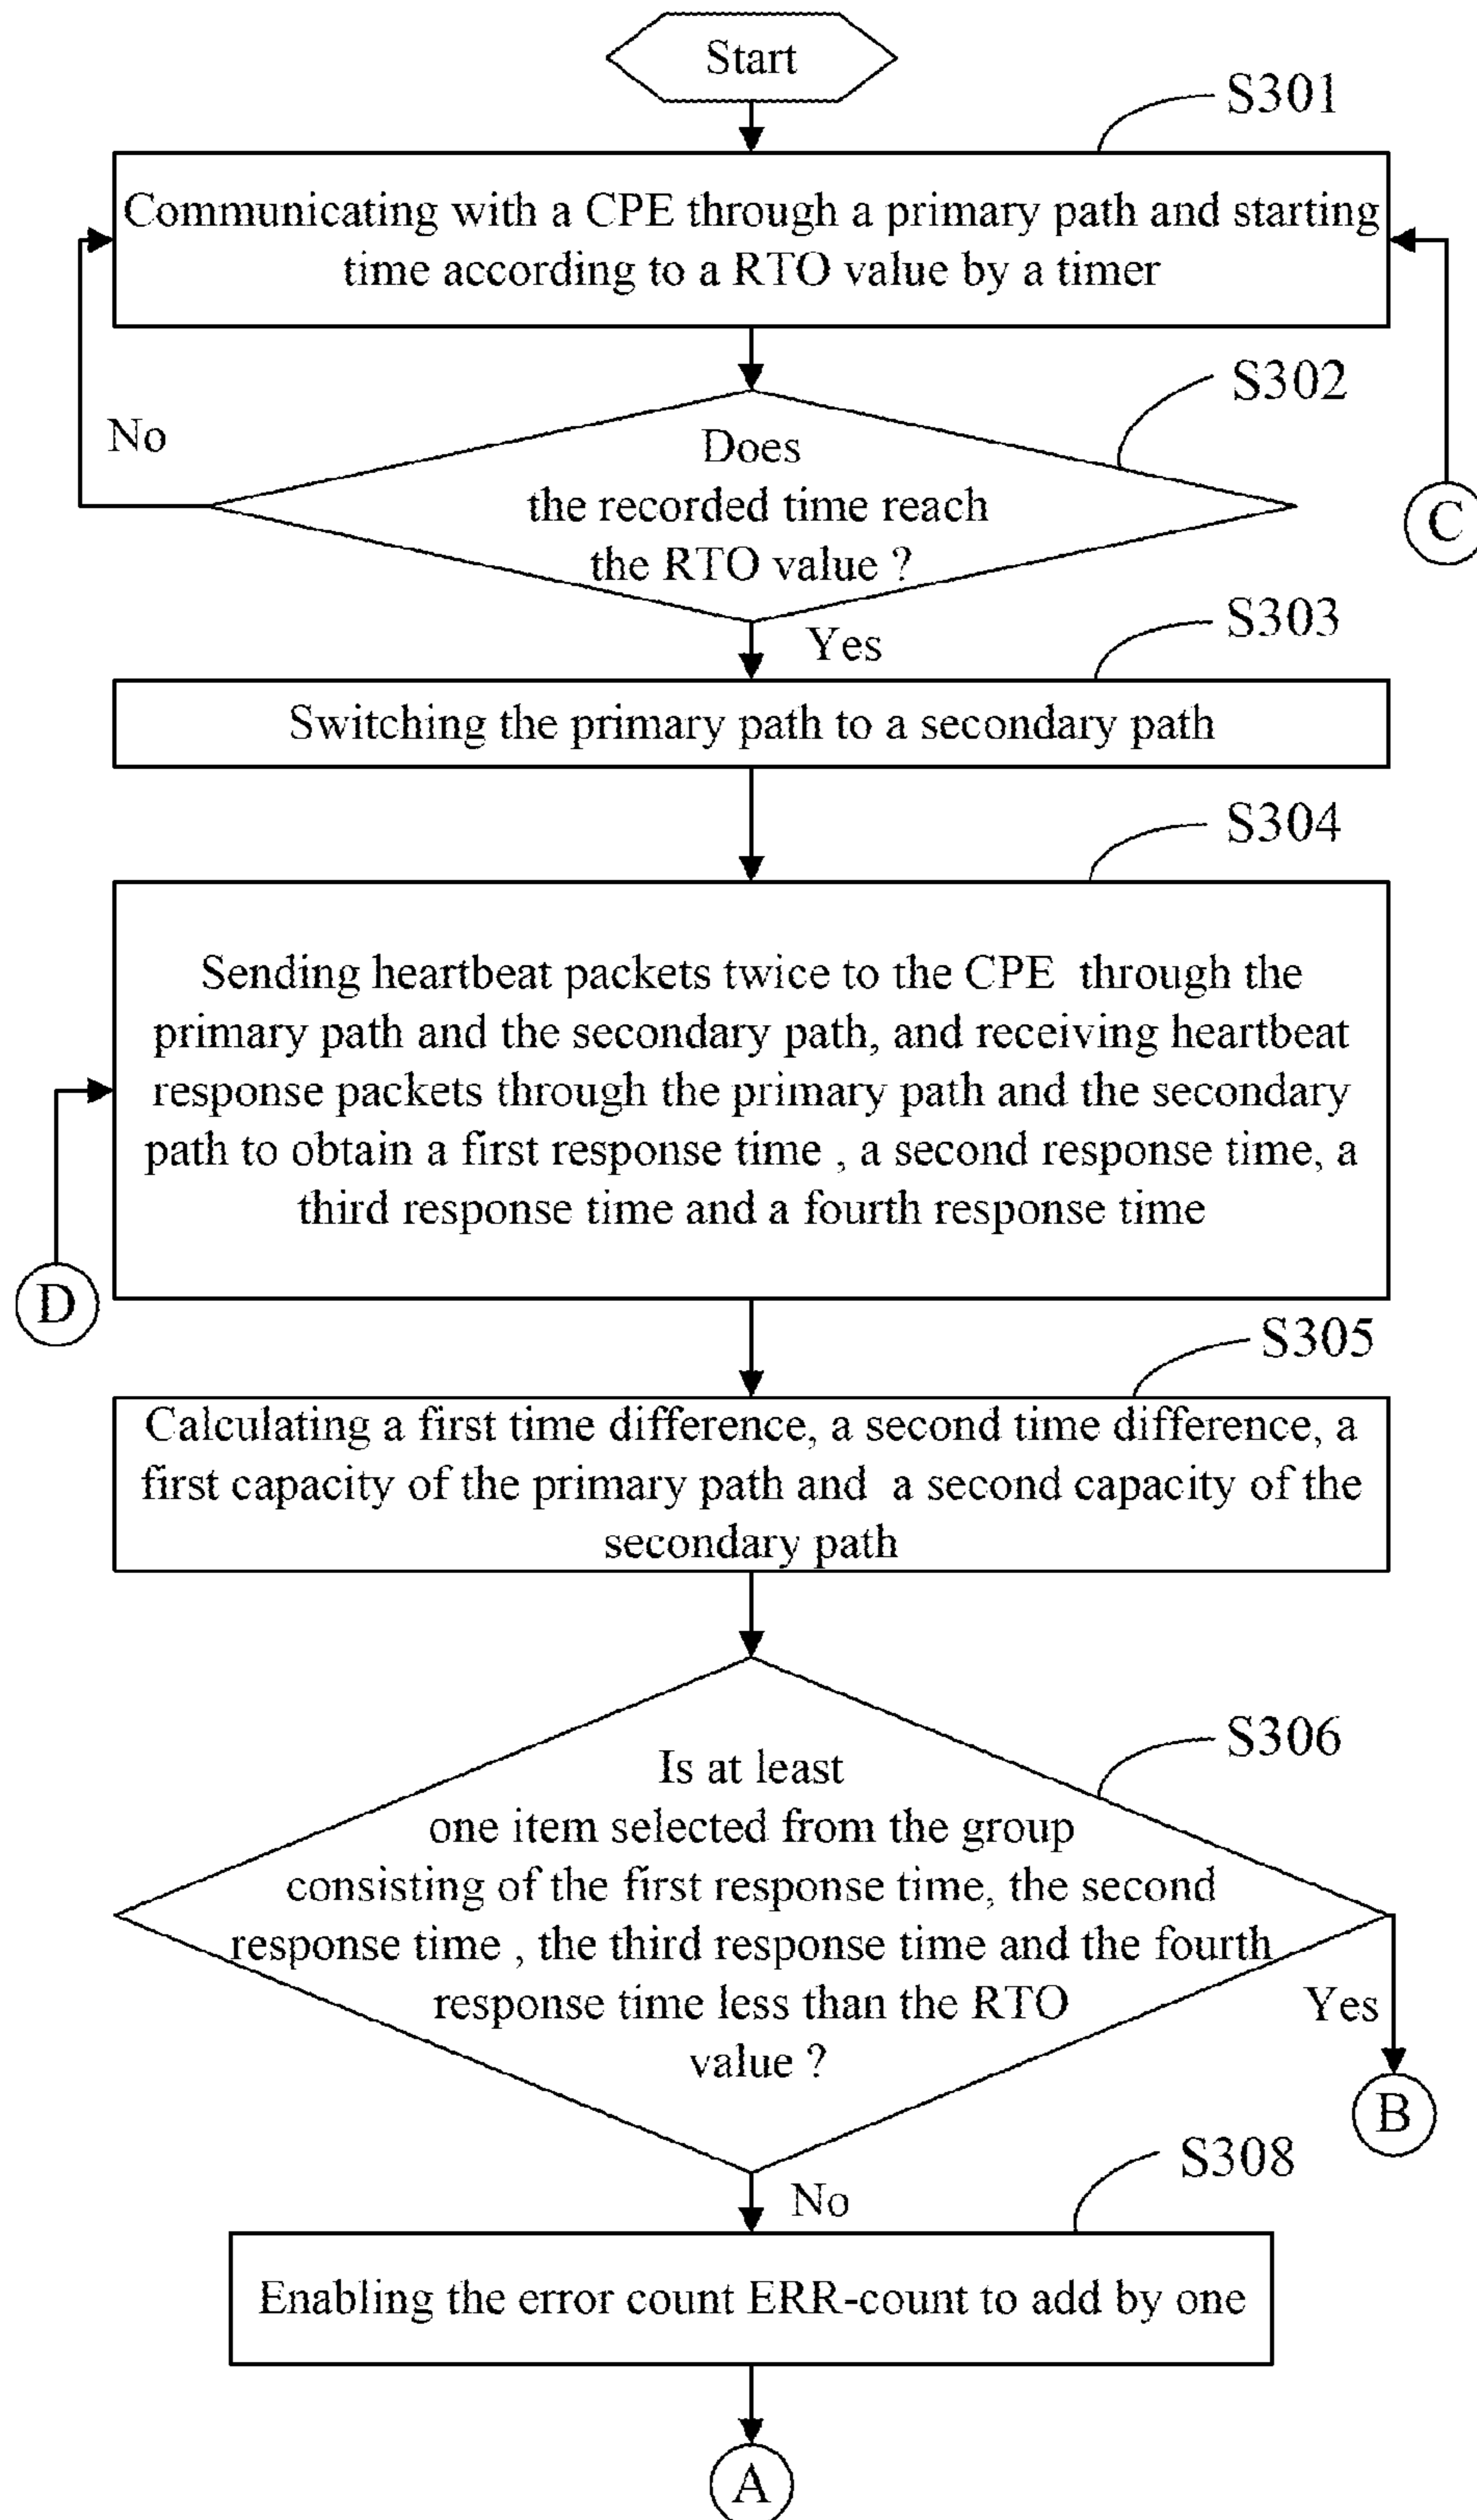 Start
S301
Communicating with a CPE through a primary path and starting
time according to a RTO value by a timer
S302
No
Does
the recorded time reach
the RTO value ?
C
Yes
S303
Switching the primary path to a secondary path
S304
Sending heartbeat packets twice to the CPE through the
primary path and the secondary path, and receiving heartbeat
response packets through the primary path and the secondary
path to obtain a first response time , a second response time, a
third response time and a fourth response time
D
S305
Calculating a first time difference, a second time difference, a
first capacity of the primary path and a second capacity of the
secondary path
S306
Is at least
one item selected from the group
consisting of the first response time, the second
response time , the third response time and the fourth
response time less than the RTO
value ?
Yes
B
S308
No
Enabling the error count ERR-count to add by one
A